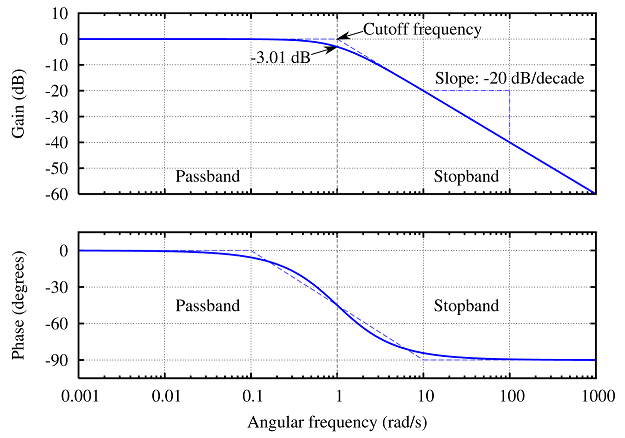 10
0
-10
-20
-30
-40
-50
-60
Gain (dB)
Cutoff frequency
-3.01 dB
Slope: -20 dB/decade
Passband
Stopband
0
-30
-60
-90
Phase (degrees)
Passband
Stopband
0.001 0.01 0.1 1 10 100 1000
Angular frequency (rad/s)